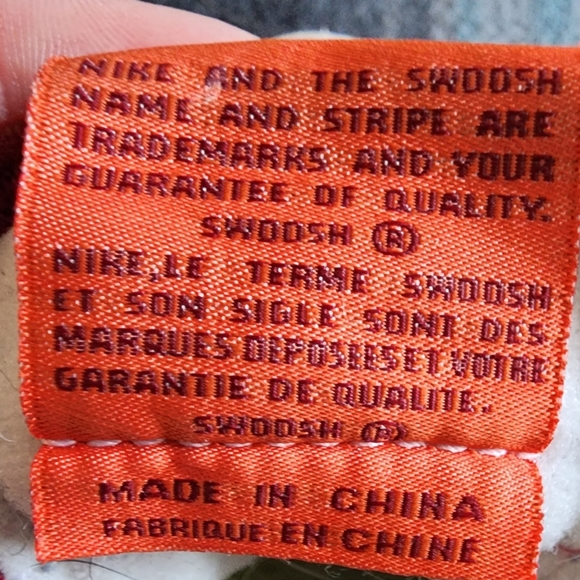 NIKE AND THE SWOOSH
NAME AND STRIPE ARE
TRADEMARKS AND YOUR
GUARANTEE OF QUALITY.
SWOOSH ®
NIKE, LE TERME SWOOSH
ET SON SIGLE SONT DES
MARQUES DEPOSEES ET VOTRE
GARANTIE DE QUALITE.
SWOOSH ®
MADE IN CHINA
FABRIQUE EN CHINE